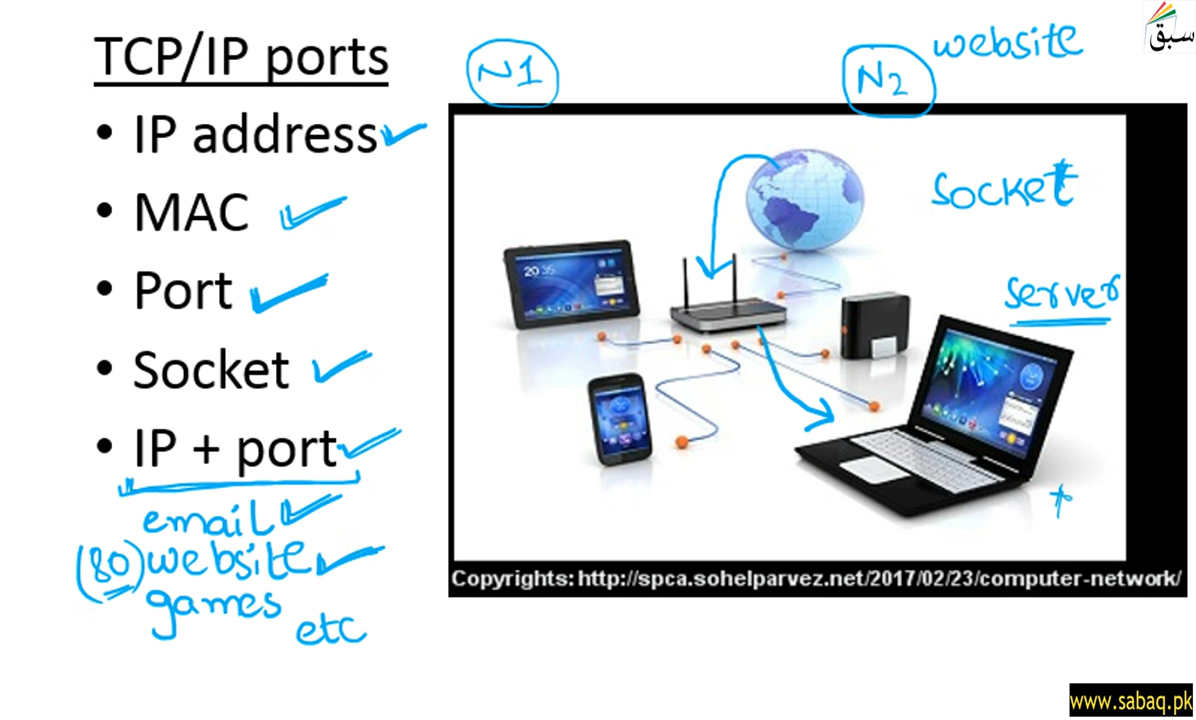 TCP/IP ports
• IP address
• MAC
• Port
• Socket
• IP + port
email
(80) website
games
etc
N1
N2
website
socket
server
20 35
Copyrights: http://spca.sohelparvez.net/2017/02/23/computer-network/
سبق
www.sabaq.pk